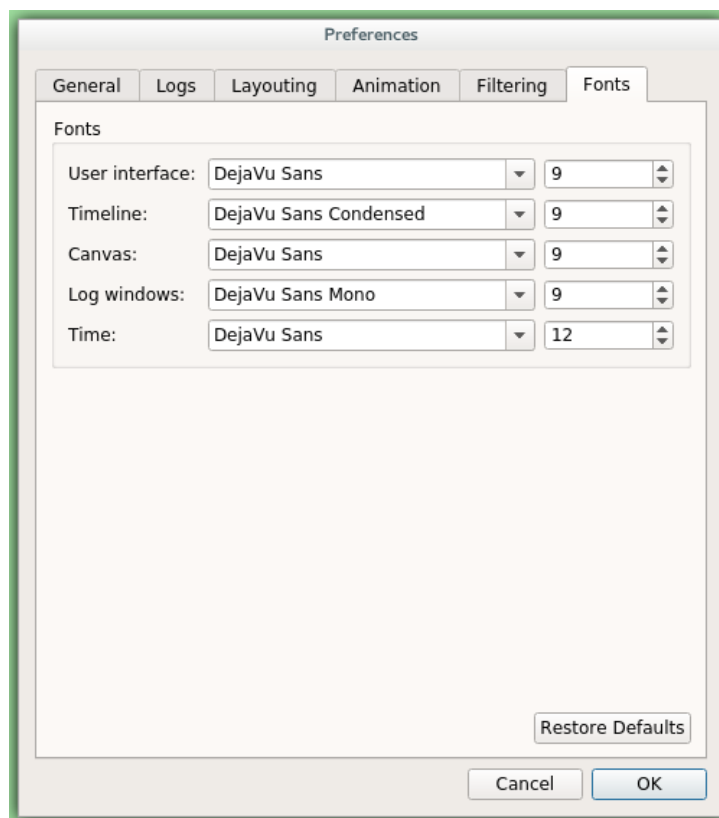 Preferences
General Logs Layouting Animation Filtering Fonts
Fonts
User interface: DejaVu Sans 9
Timeline: DejaVu Sans Condensed 9
Canvas: DejaVu Sans 9
Log windows: DejaVu Sans Mono 9
Time: DejaVu Sans 12
Restore Defaults
Cancel OK